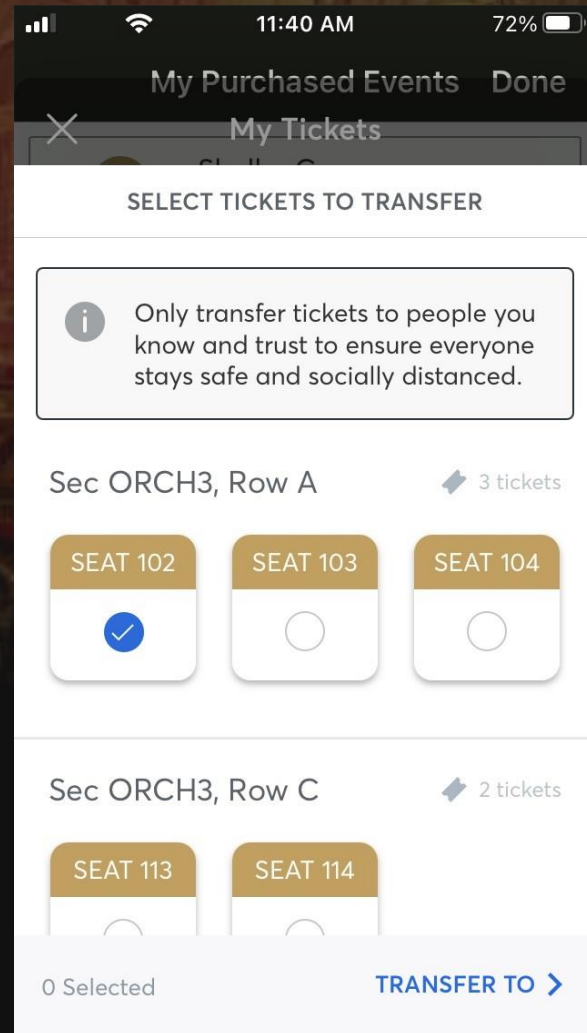 11:40 AM
72%
My Purchased Events Done
My Tickets
SELECT TICKETS TO TRANSFER
Only transfer tickets to people you
know and trust to ensure everyone
stays safe and socially distanced.
Sec ORCH3, Row A
3 tickets
SEAT 102
SEAT 103
SEAT 104
Sec ORCH3, Row C
2 tickets
SEAT 113
SEAT 114
0 Selected
TRANSFER TO